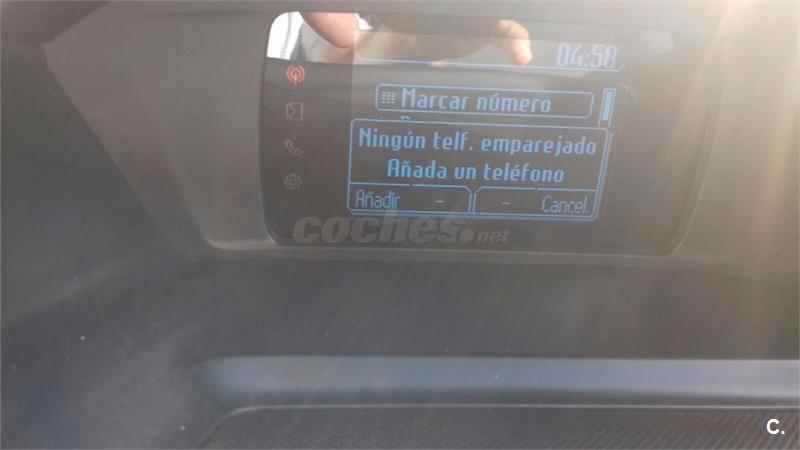 04:58
Marcar número
Ningún telf. emparejado
Añada un teléfono
Añadir - - Cancel.
coches.net
C.